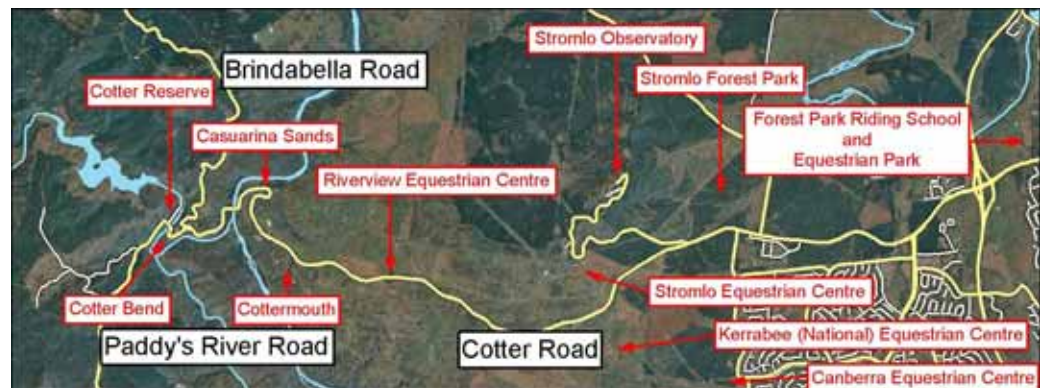 Stromlo Observatory
Brindabella Road
Stromlo Forest Park
Cotter Reserve
Casuarina Sands
Forest Park Riding School
and
Equestrian Park
Riverview Equestrian Centre
Cotter Bend
Cottermouth
Stromlo Equestrian Centre
Paddy's River Road
Cotter Road
Kerrabee (National) Equestrian Centre
Canberra Equestrian Centre